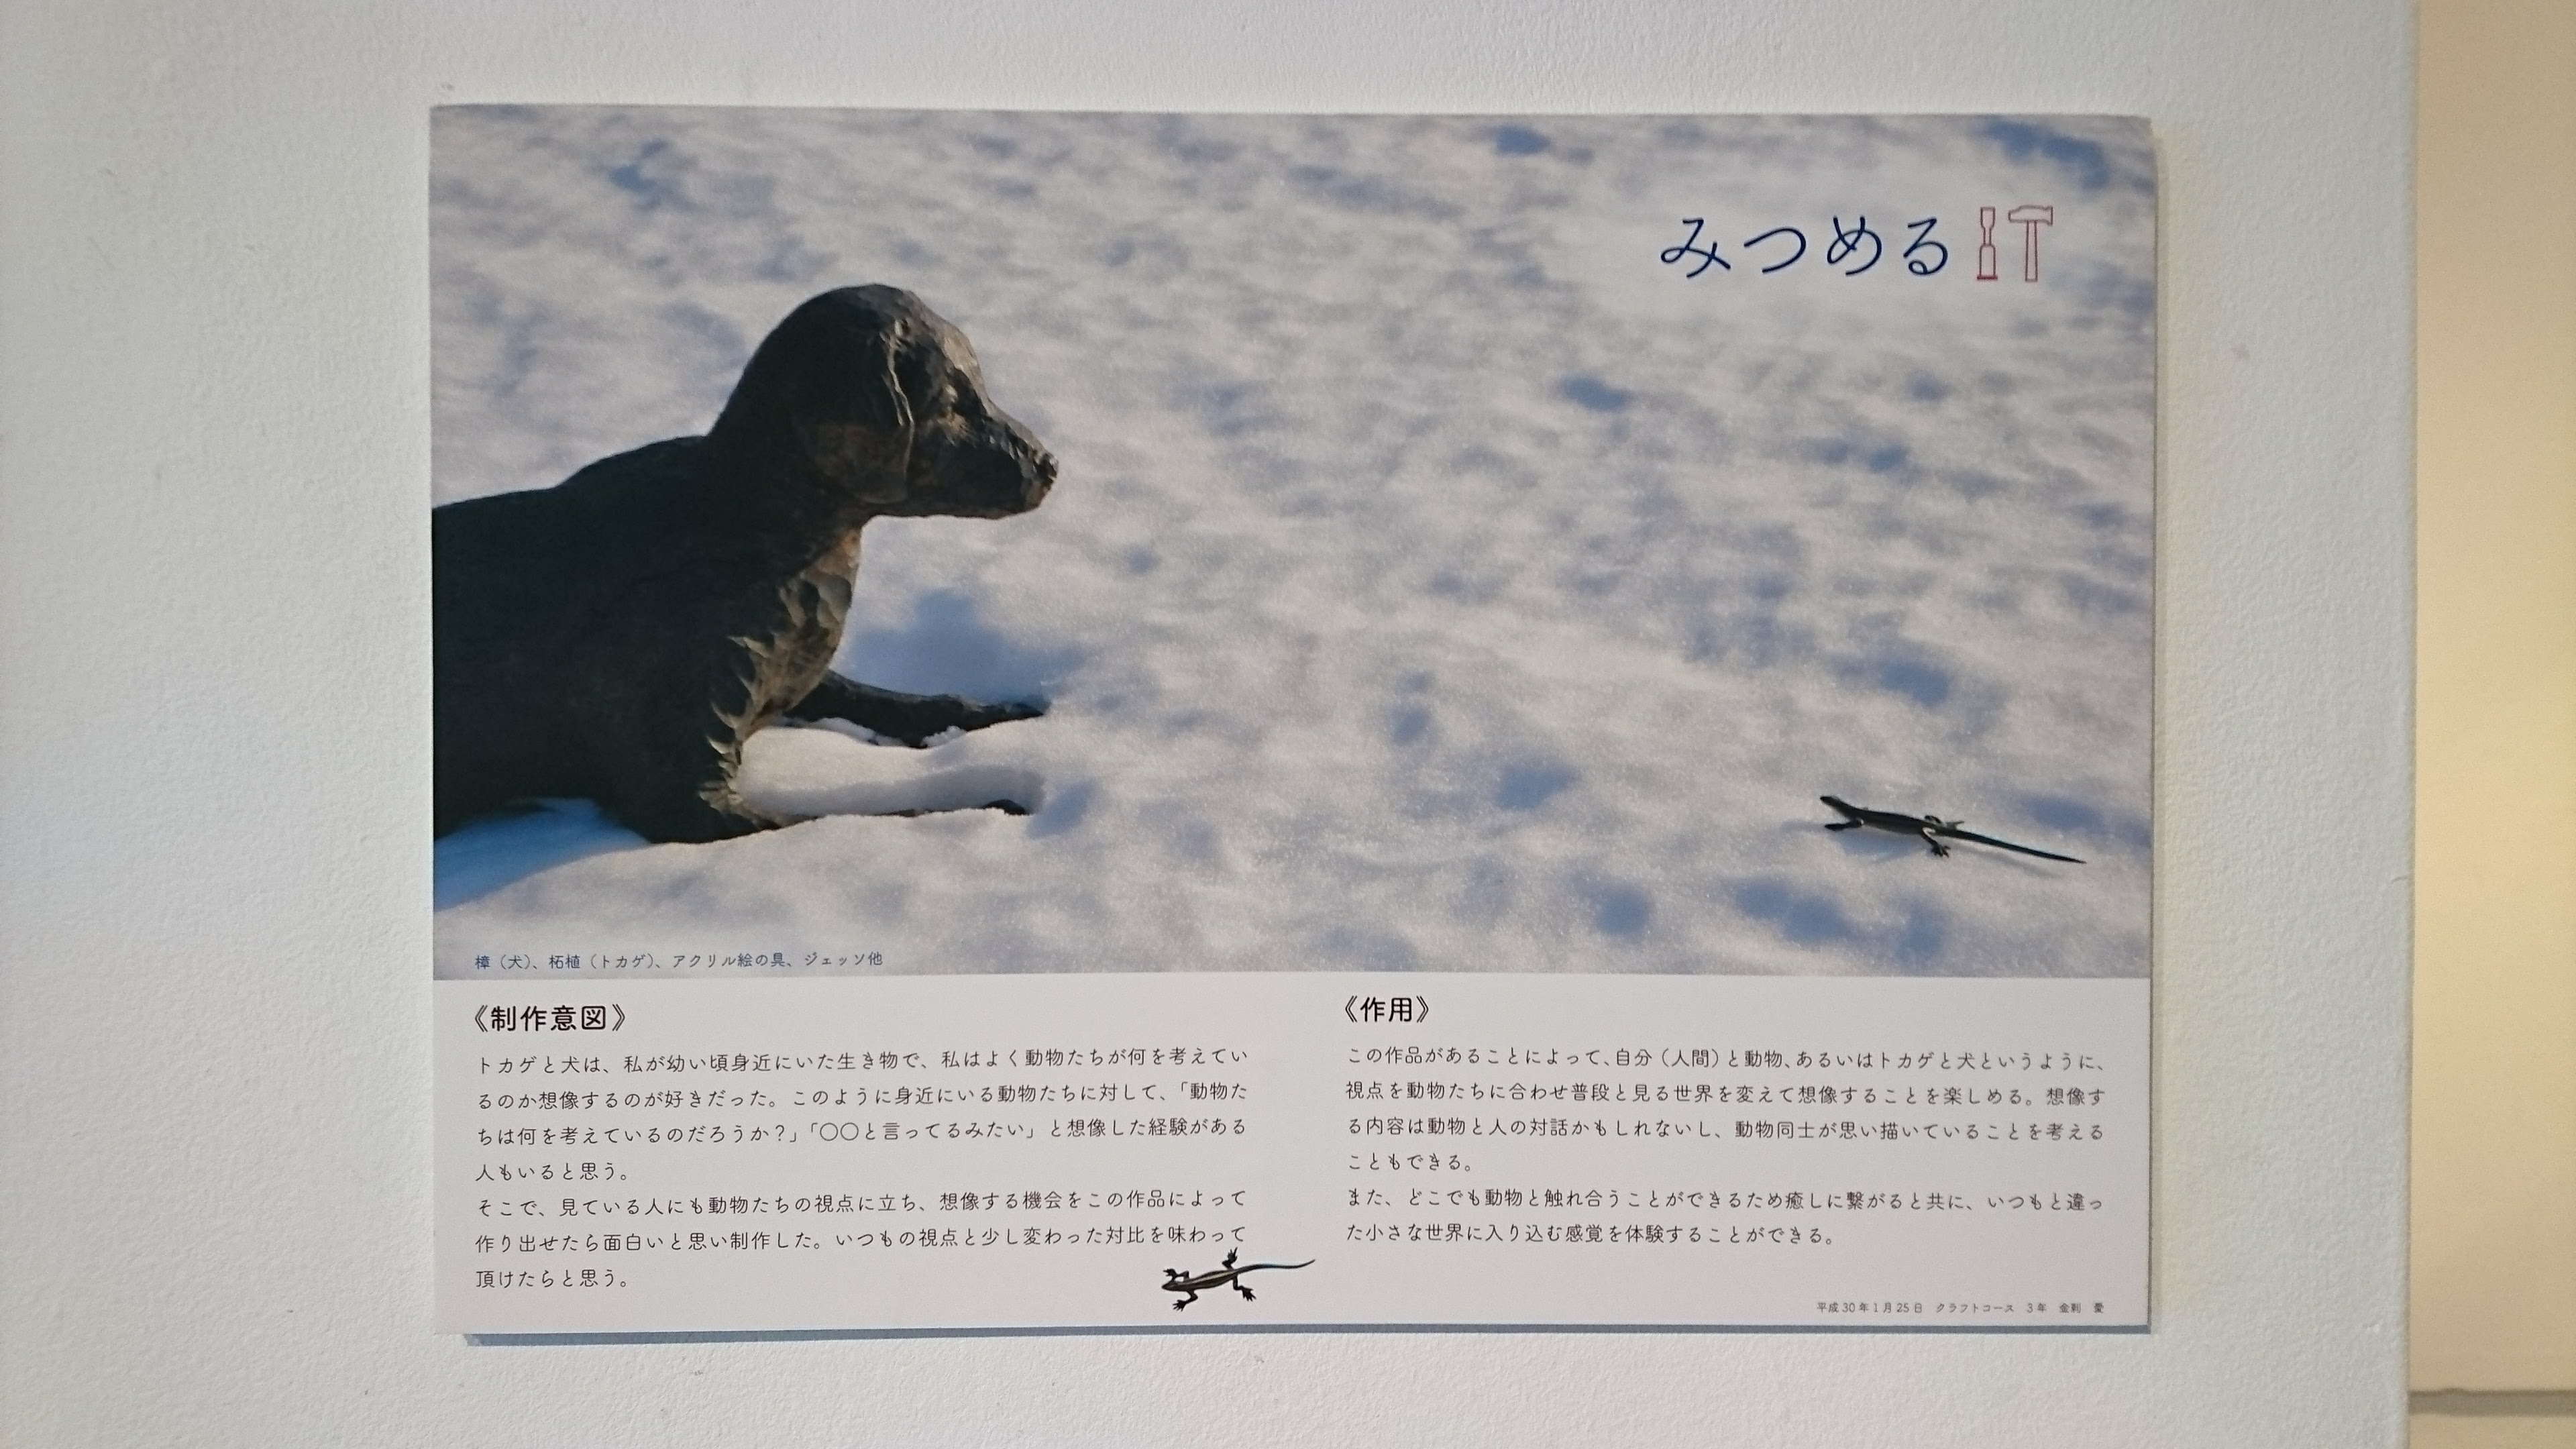 みつめる
樟（犬）、柘植（トカゲ）、アクリル絵の具、ジェッソ他
《制作意図》
トカゲと犬は、私が幼い頃身近にいた生き物で、私はよく動物たちが何を考えてい
るのか想像するのが好きだった。このように身近にいる動物たちに対して、「動物た
ちは何を考えているのだろうか？」「〇〇と言ってるみたい」と想像した経験がある
人もいると思う。
そこで、見ている人にも動物たちの視点に立ち、想像する機会をこの作品によって
作り出せたら面白いと思い制作した。いつもの視点と少し変わった対比を味わって
頂けたらと思う。
《作用》
この作品があることによって、自分（人間）と動物、あるいはトカゲと犬というように、
視点を動物たちに合わせ普段と見る世界を変えて想像することを楽しめる。想像す
る内容は動物と人の対話かもしれないし、動物同士が思い描いていることを考える
こともできる。
また、どこでも動物と触れ合うことができるため癒しに繋がると共に、いつもと違っ
た小さな世界に入り込む感覚を体験することができる。
平成30年1月25日　クラフトコース　3年　金刺　愛